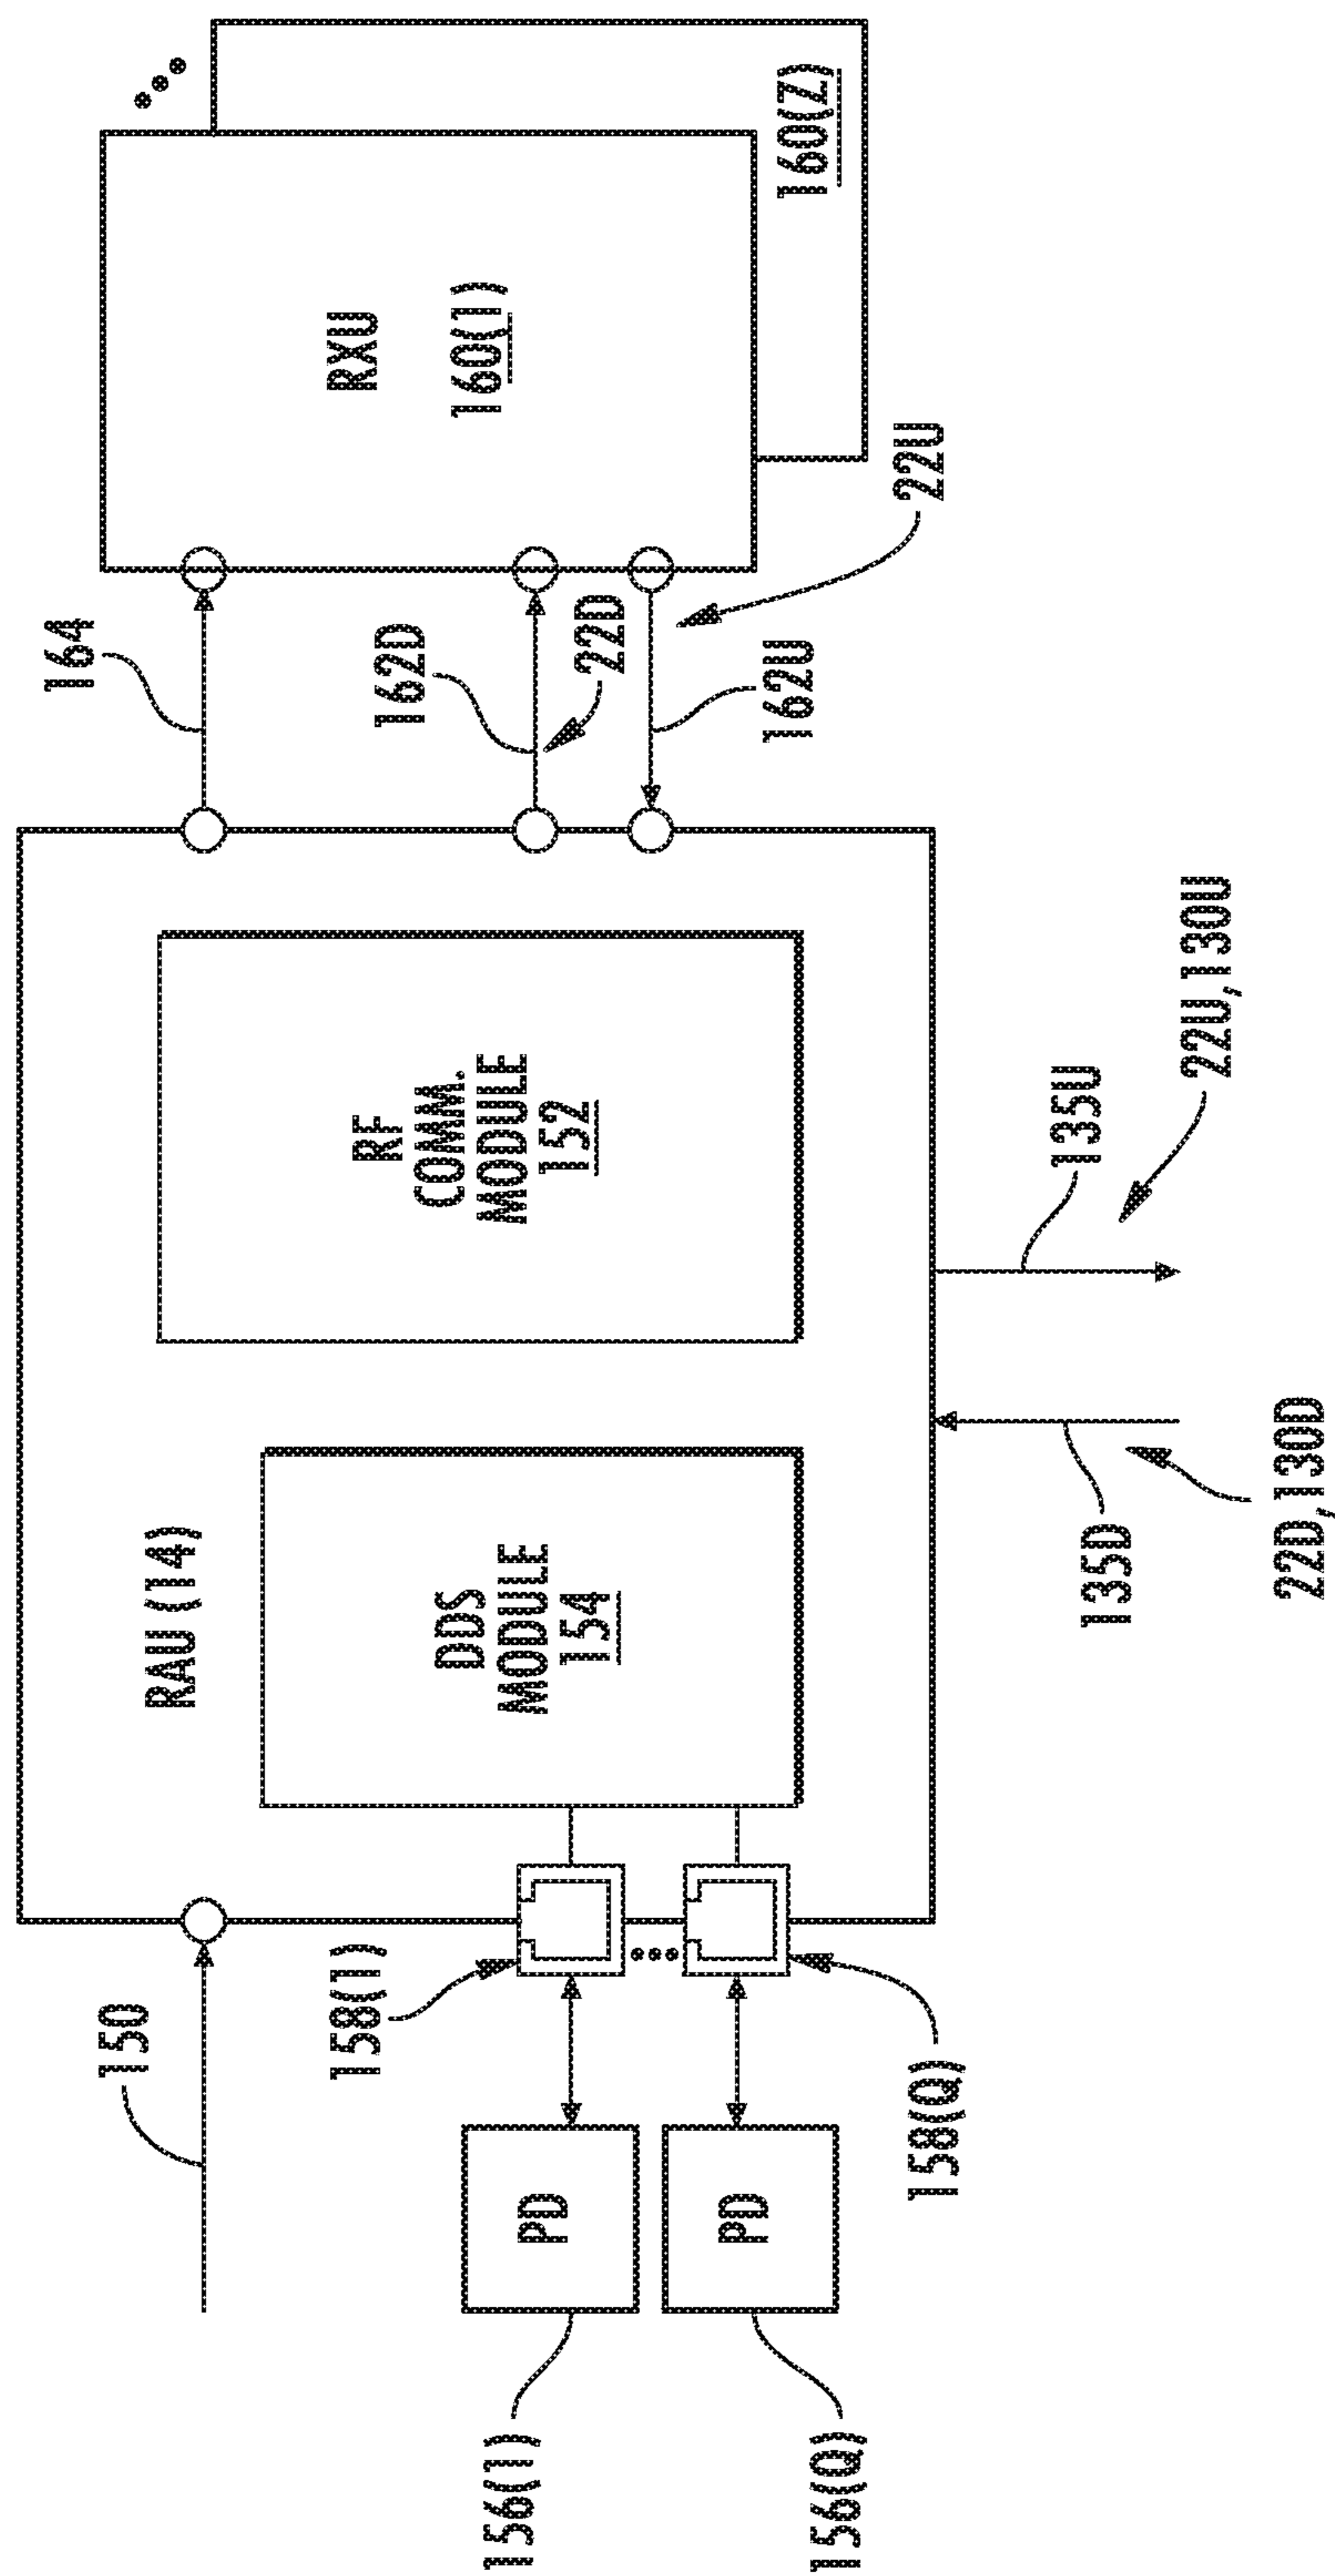 164
150
RAU (14)
158(1)
RXU
160(1)
RF
COMM.
MODULE
152
162D
DDS
MODULE
154
156(1)
PD
22D
PD
162U
160(Z)
156(Q)
22U
158(Q)
135U
135D
22U,130U
22D,130D